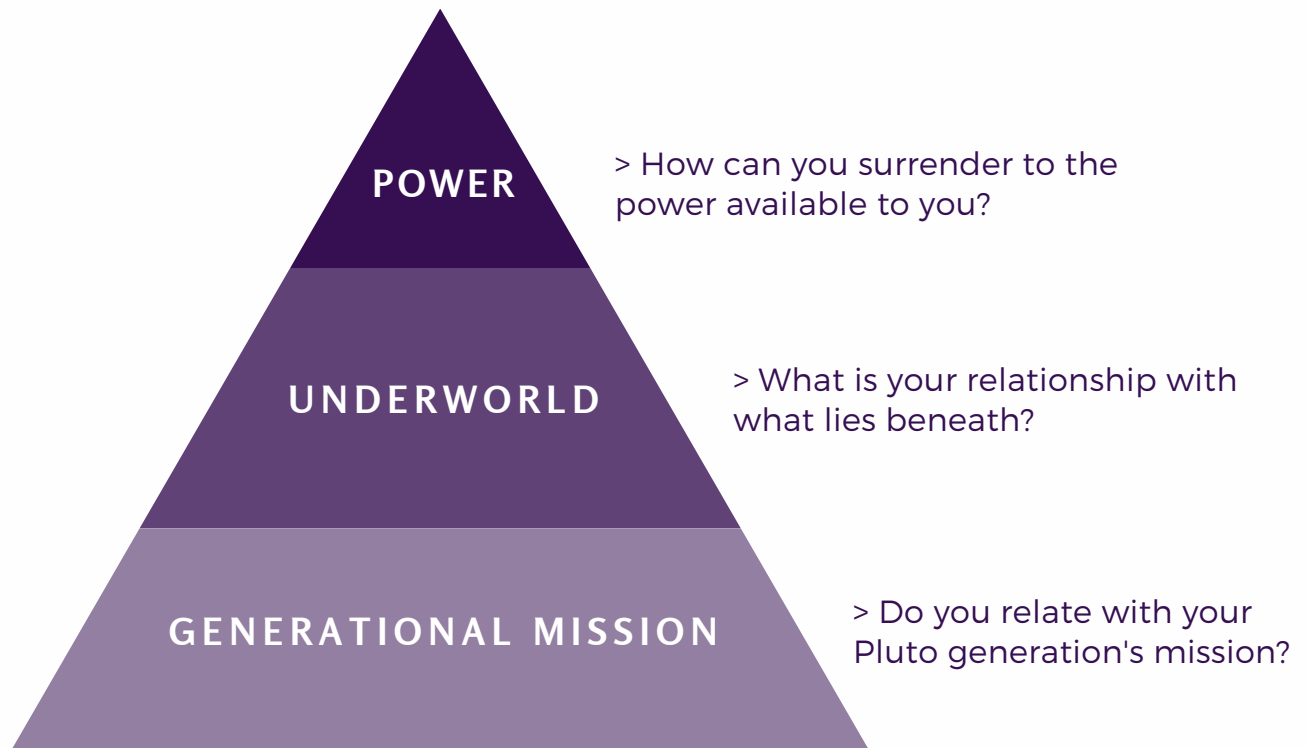 POWER
> How can you surrender to the
power available to you?
UNDERWORLD
> What is your relationship with
what lies beneath?
GENERATIONAL MISSION
> Do you relate with your
Pluto generation's mission?